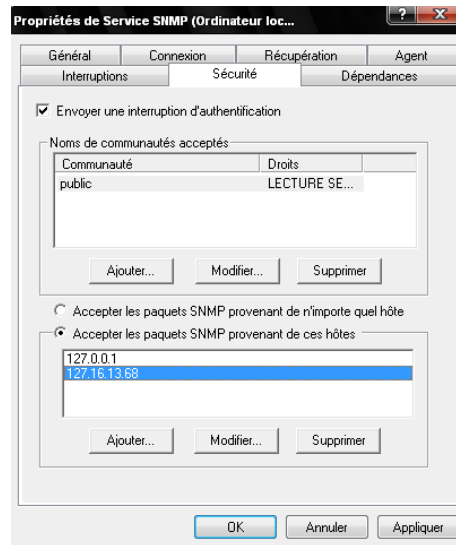 Propriétés de Service SNMP (Ordinateur loc...
Général Connexion Récupération Agent
Interruptions Sécurité Dépendances
Envoyer une interruption d'authentification
Noms de communautés acceptés
Communauté Droits
public LECTURE SE...
Ajouter... Modifier... Supprimer
Accepter les paquets SNMP provenant de n'importe quel hôte
Accepter les paquets SNMP provenant de ces hôtes
127.0.0.1
127.16.13.68
Ajouter... Modifier... Supprimer
OK Annuler Appliquer